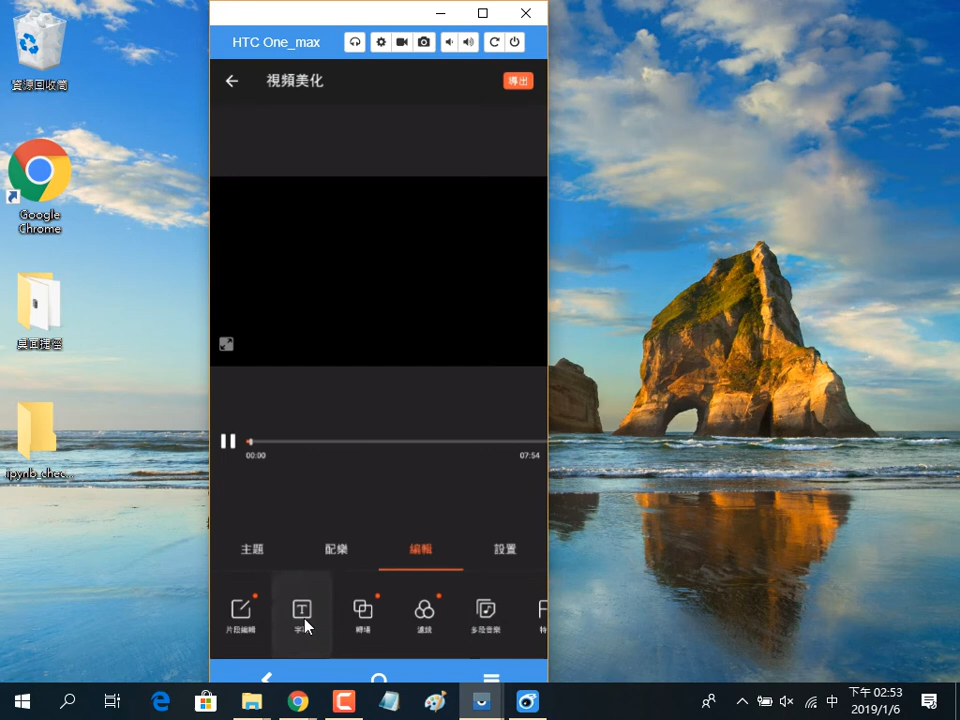 HTC One_max
視頻美化
導出
資源回收筒
Google
Chrome
桌面捷徑
ipynb_chec...
00:00
07:54
主題
配樂
編輯
設置
片段編輯
轉場
濾鏡
多段音樂
中
下午 02:53
2019/1/6